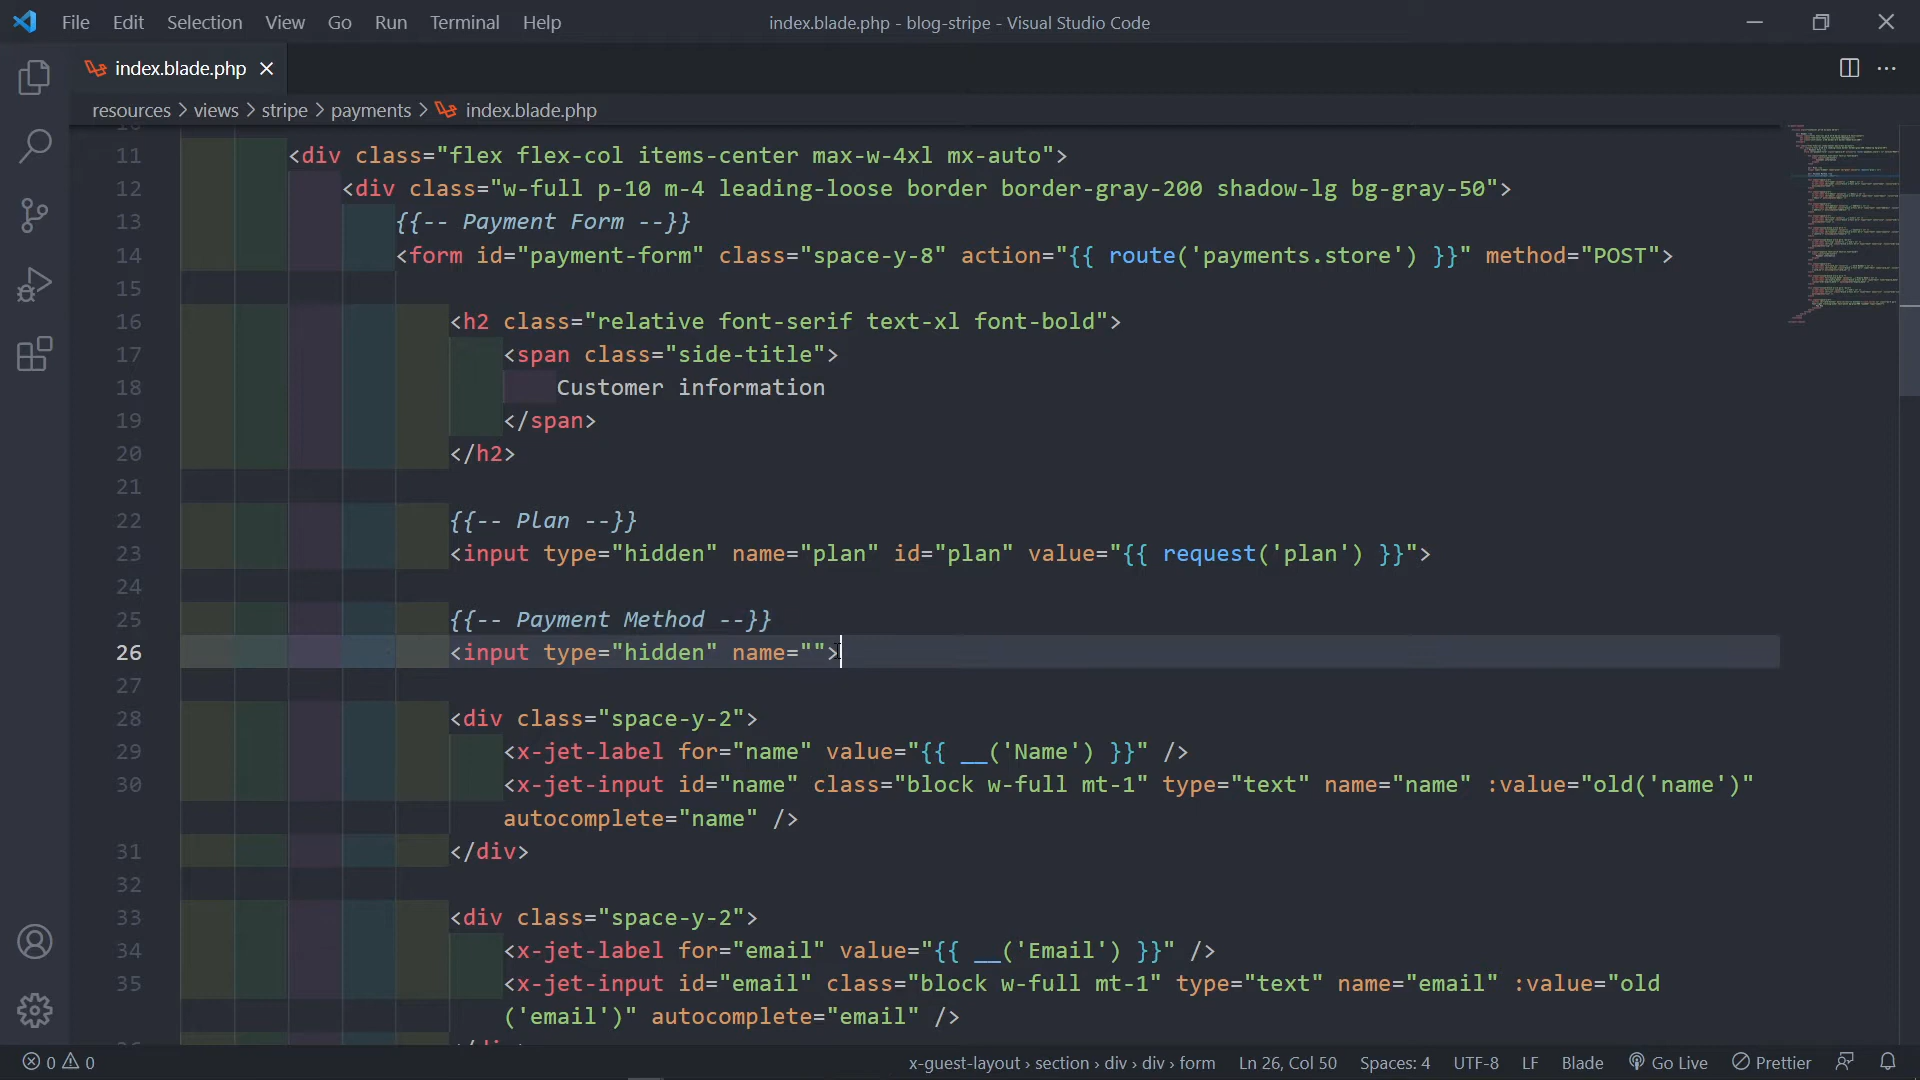 File Edit Selection View Go Run Terminal Help index.blade.php - blog-stripe - Visual Studio Code
index.blade.php
resources > views > stripe > payments > index.blade.php
11 <div class="flex flex-col items-center max-w-4xl mx-auto">
12 <div class="w-full p-10 m-4 leading-loose border border-gray-200 shadow-lg bg-gray-50">
13 {{-- Payment Form --}}
14 <form id="payment-form" class="space-y-8" action="{{ route('payments.store') }}" method="POST">
15
16 <h2 class="relative font-serif text-xl font-bold">
17 <span class="side-title">
18 Customer information
19 </span>
20 </h2>
21
22 {{-- Plan --}}
23 <input type="hidden" name="plan" id="plan" value="{{ request('plan') }}">
24
25 {{-- Payment Method --}}
26 <input type="hidden" name="">
27
28 <div class="space-y-2">
29 <x-jet-label for="name" value="{{ __('Name') }}" />
30 <x-jet-input id="name" class="block w-full mt-1" type="text" name="name" :value="old('name')"
autocomplete="name" />
31 </div>
32
33 <div class="space-y-2">
34 <x-jet-label for="email" value="{{ __('Email') }}" />
35 <x-jet-input id="email" class="block w-full mt-1" type="text" name="email" :value="old
('email')" autocomplete="email" />
0 0 x-guest-layout › section › div › div › form Ln 26, Col 50 Spaces: 4 UTF-8 LF Blade Go Live Prettier